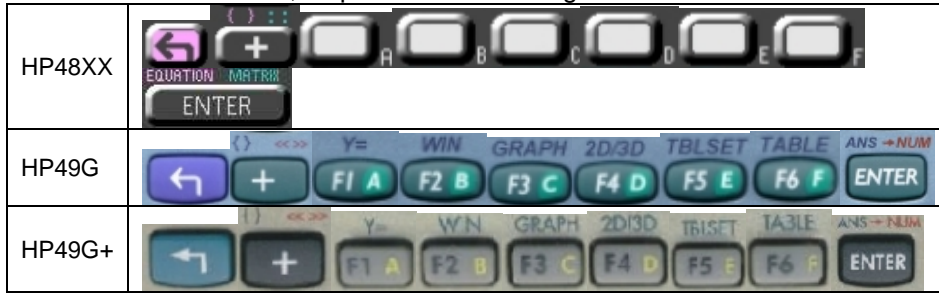 { } : :
HP48XX + A B C D E F
EQUATION MATRIX
ENTER
{ } «» Y= WIN GRAPH 2D/3D TBLSET TABLE ANS →NUM
HP49G + F1 A F2 B F3 C F4 D F5 E F6 F ENTER
{ } «» Y= WIN GRAPH 2D/3D TBLSET TABLE ANS→NUM
HP49G+ + F1 A F2 B F3 C F4 D F5 E F6 F ENTER